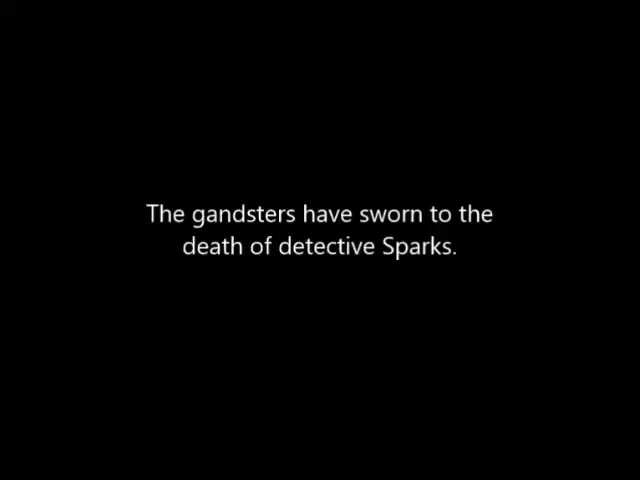 The gandsters have sworn to the
death of detective Sparks.